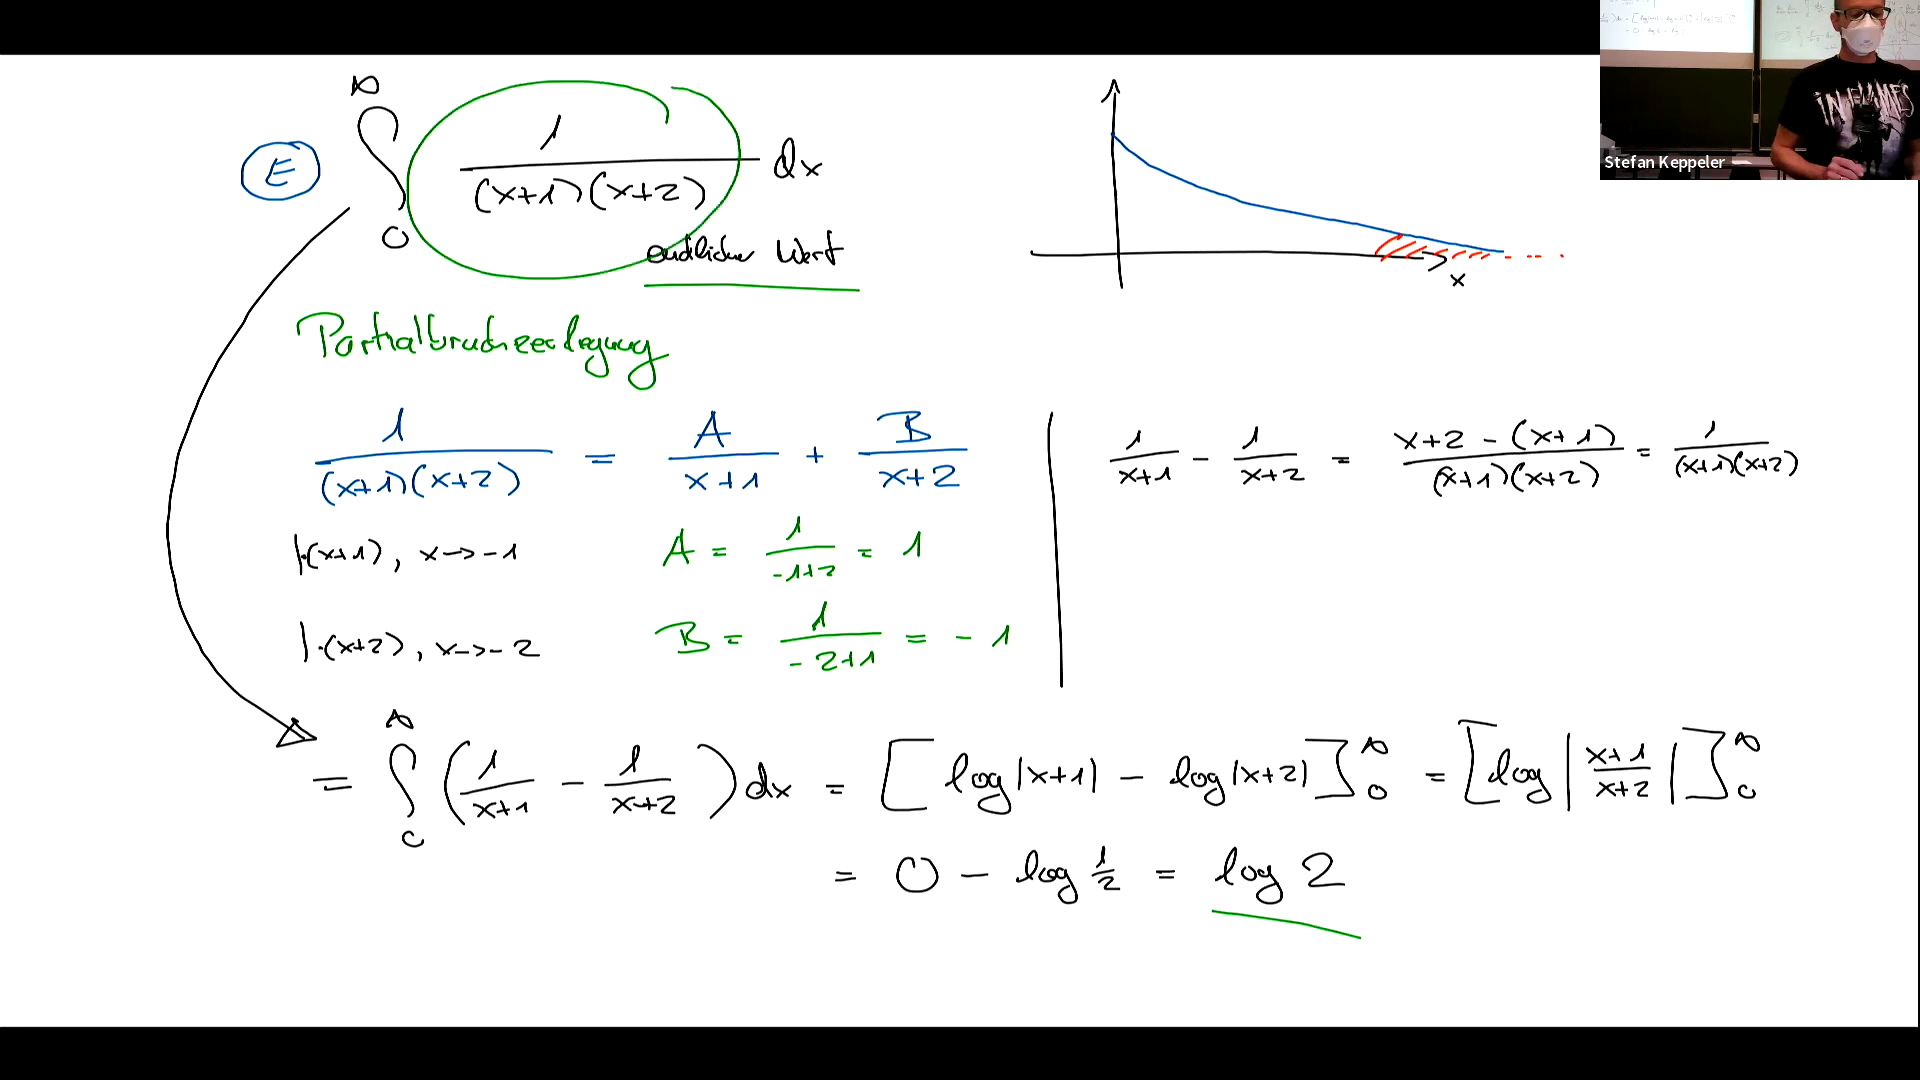 E ∫₀^∞ 1/((x+1)(x+2)) dx
endlicher Wert
x
Partialbruchzerlegung
1/((x+1)(x+2)) = A/(x+1) + B/(x+2)
1/(x+1) - 1/(x+2) = (x+2 - (x+1))/((x+1)(x+2)) = 1/((x+1)(x+2))
|·(x+1), x → -1 A = 1/(-1+2) = 1
|·(x+2), x → -2 B = 1/(-2+1) = -1
= ∫₀^∞ (1/(x+1) - 1/(x+2)) dx = [log|x+1| - log|x+2|]₀^∞ = [log|(x+1)/(x+2)|]₀^∞
= 0 - log 1/2 = log 2
IN FLAMES
Stefan Keppeler